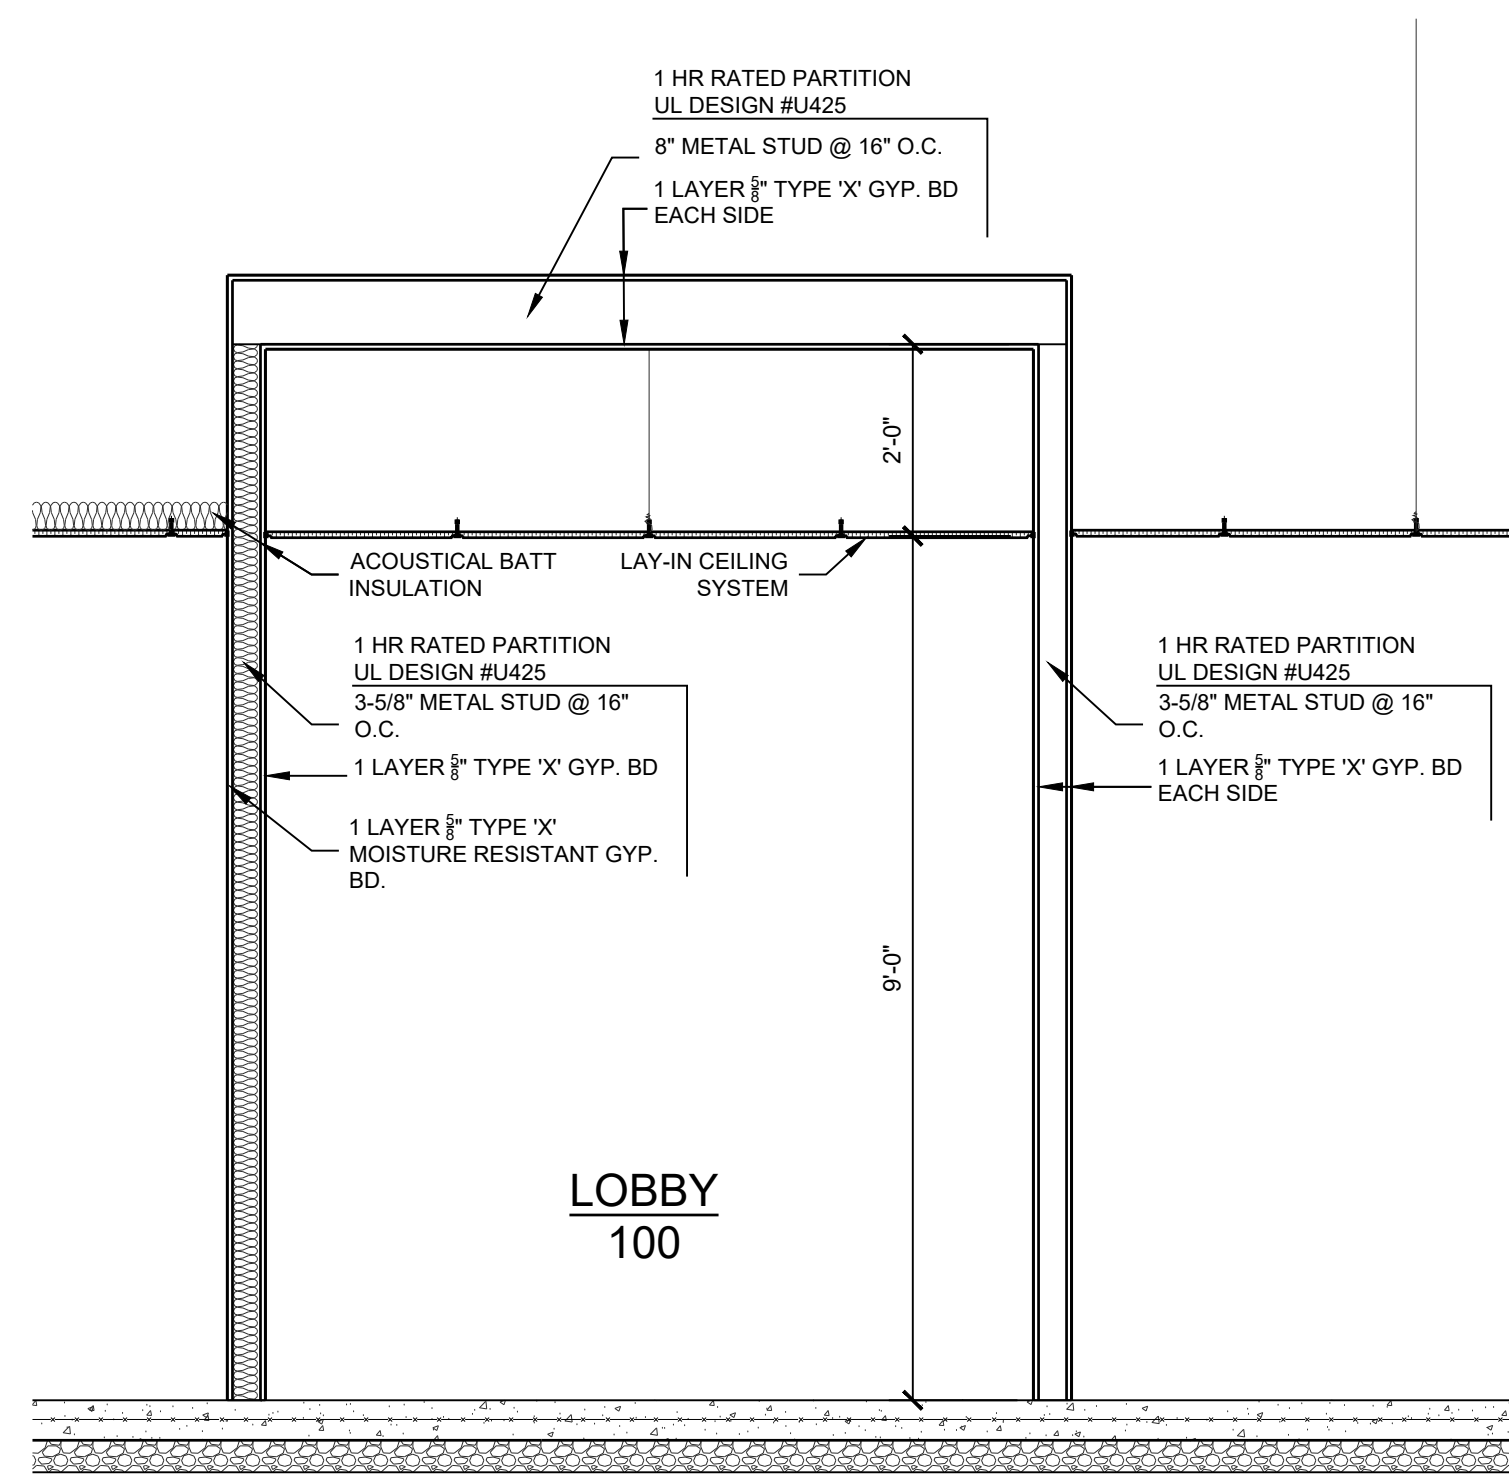 1 HR RATED PARTITION
UL DESIGN #U425
8" METAL STUD @ 16" O.C.
1 LAYER 5/8" TYPE 'X' GYP. BD
EACH SIDE
2'-0"
ACOUSTICAL BATT
INSULATION
LAY-IN CEILING
SYSTEM
1 HR RATED PARTITION
UL DESIGN #U425
3-5/8" METAL STUD @ 16"
O.C.
1 LAYER 5/8" TYPE 'X' GYP. BD
1 LAYER 5/8" TYPE 'X'
MOISTURE RESISTANT GYP.
BD.
1 HR RATED PARTITION
UL DESIGN #U425
3-5/8" METAL STUD @ 16"
O.C.
1 LAYER 5/8" TYPE 'X' GYP. BD
EACH SIDE
9'-0"
LOBBY
100